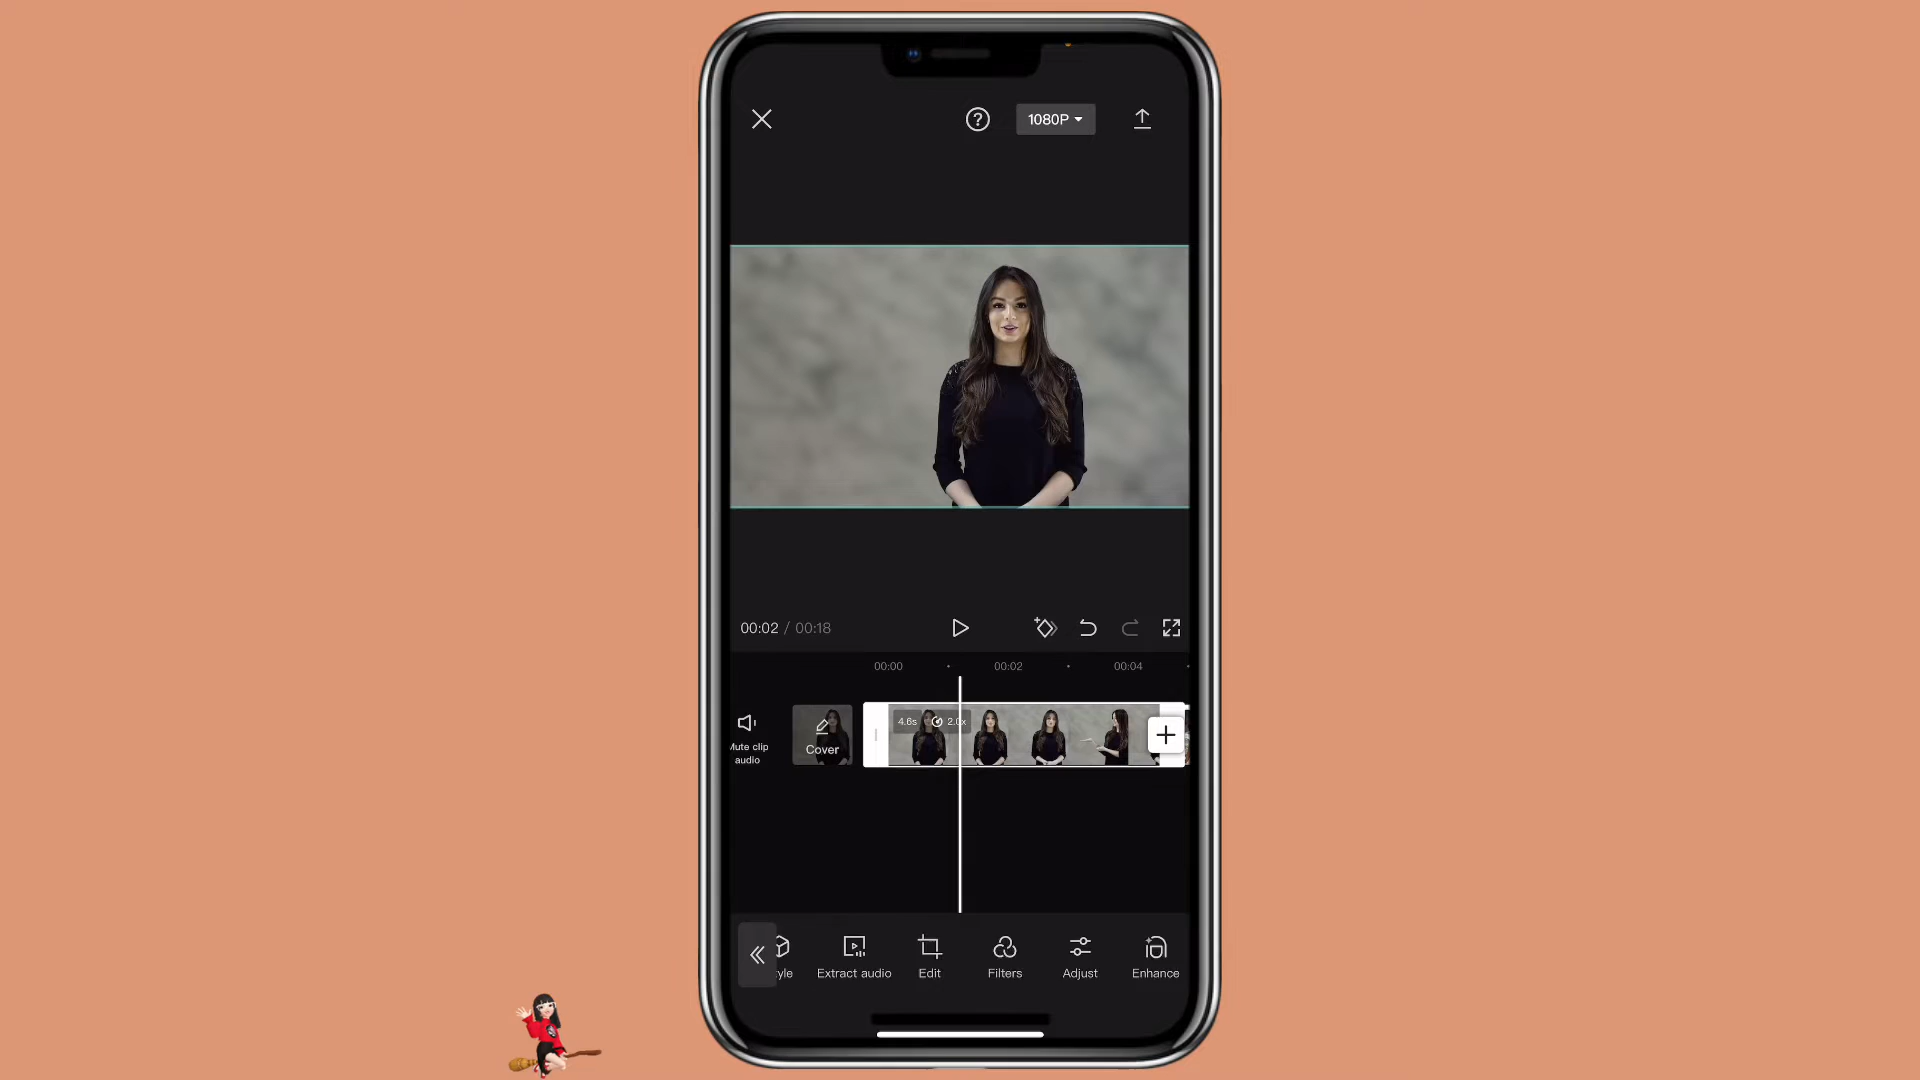 1080P
00:02 / 00:18
00:00 00:02 00:04
Mute clip
audio
Cover
4.6s 2.0x
yle
Extract audio
Edit
Filters
Adjust
Enhance